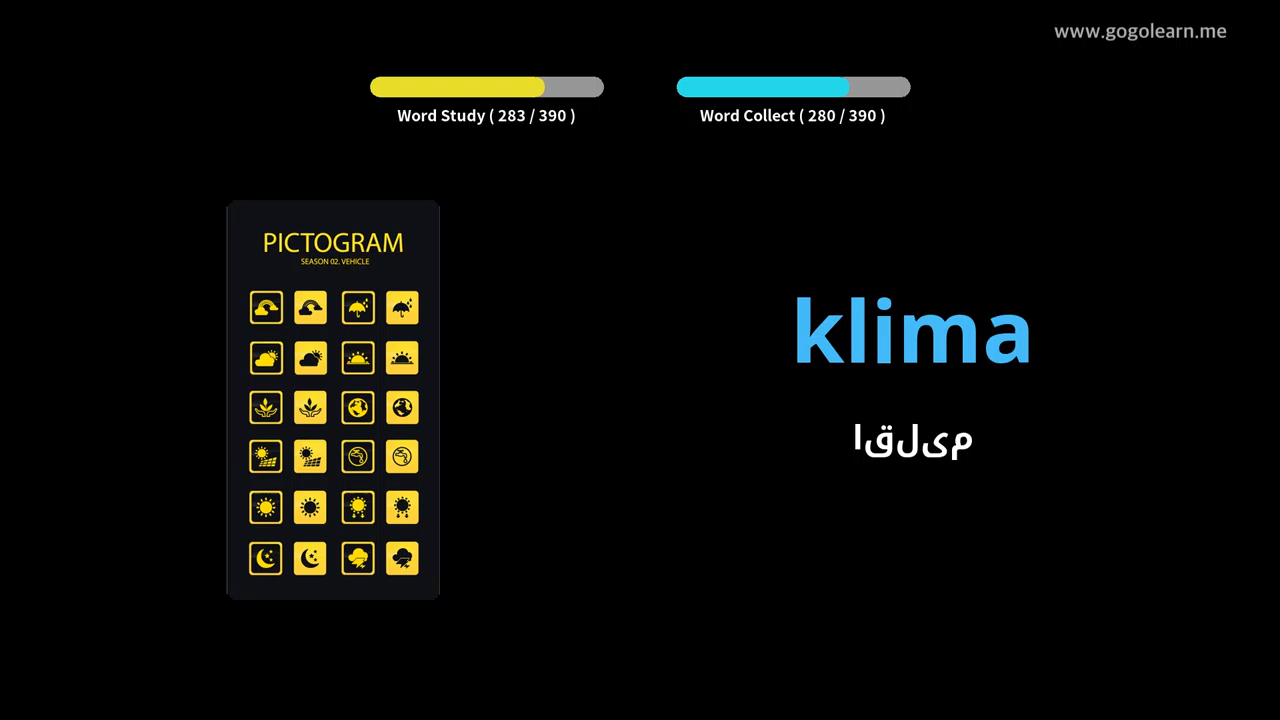 www.gogolearn.me
Word Study ( 283 / 390 )
Word Collect ( 280 / 390 )
PICTOGRAM
SEASON 02. VEHICLE
klima
اقلیم